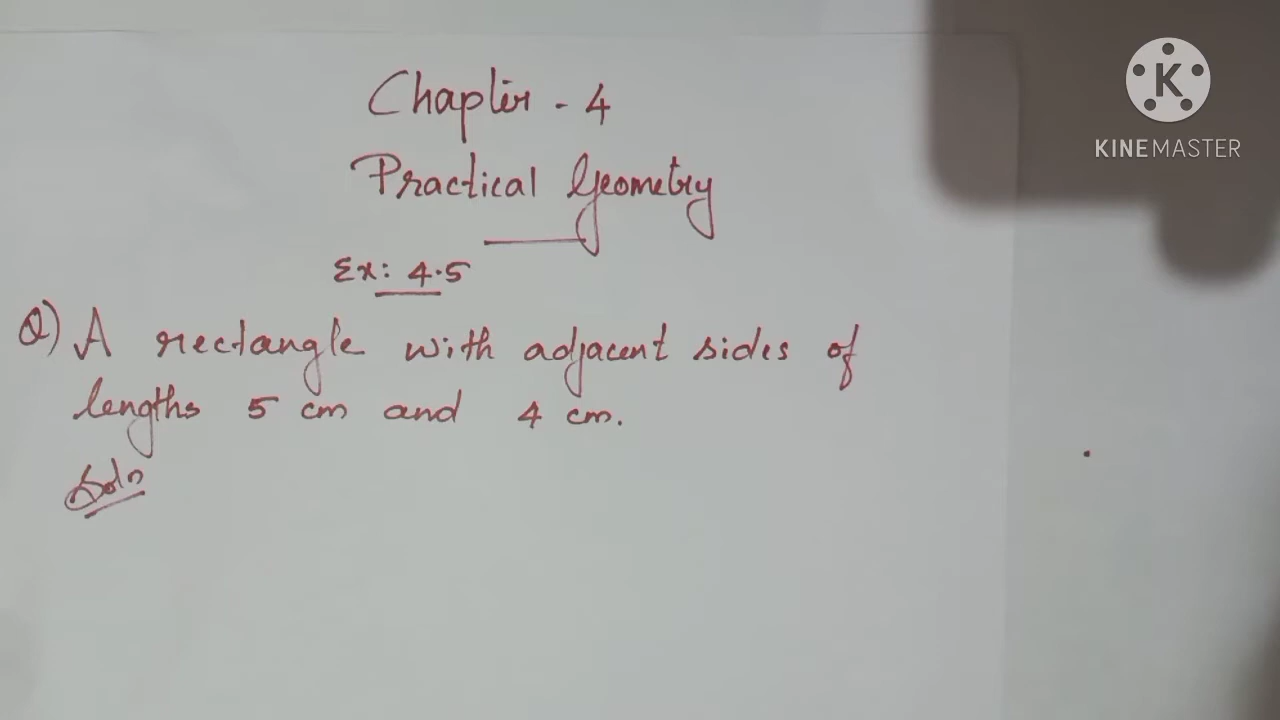 Chapter - 4
Practical Geometry
Ex: 4.5
Q) A rectangle with adjacent sides of
lengths 5 cm and 4 cm.
Soln
K
KINEMASTER